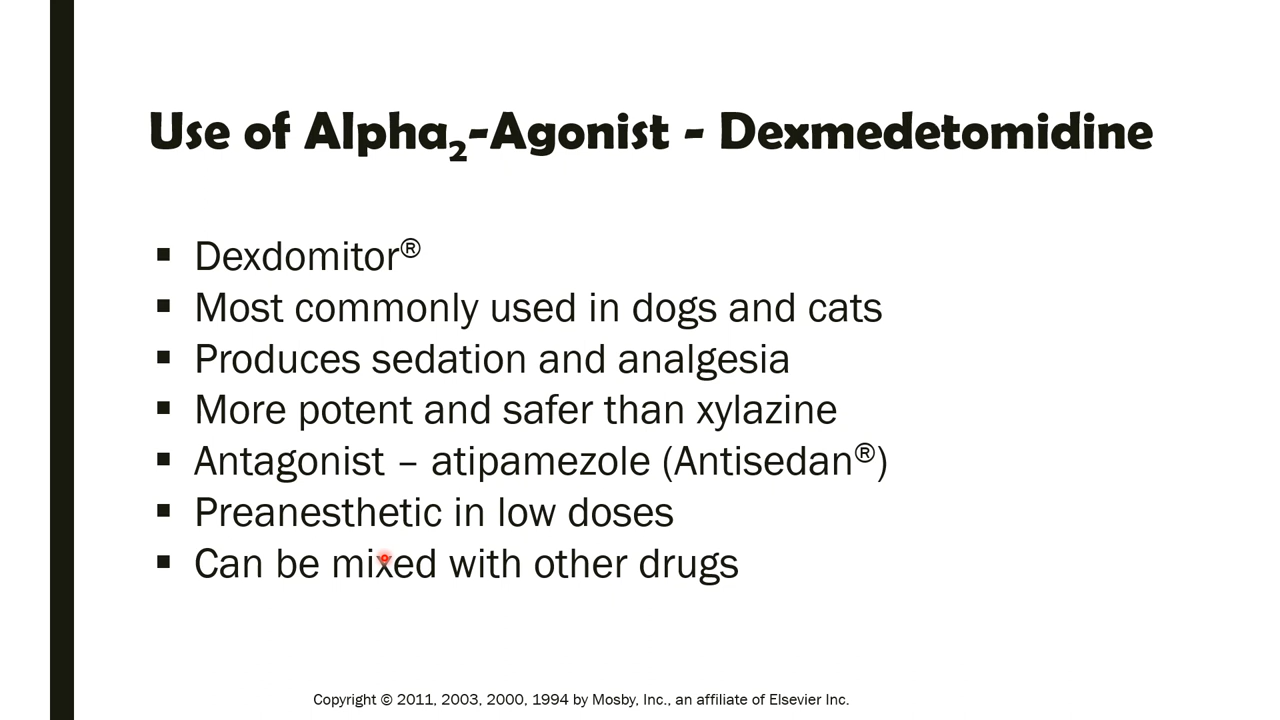 Use of Alpha₂-Agonist - Dexmedetomidine
▪ Dexdomitor®
▪ Most commonly used in dogs and cats
▪ Produces sedation and analgesia
▪ More potent and safer than xylazine
▪ Antagonist – atipamezole (Antisedan®)
▪ Preanesthetic in low doses
▪ Can be mixed with other drugs
Copyright © 2011, 2003, 2000, 1994 by Mosby, Inc., an affiliate of Elsevier Inc.